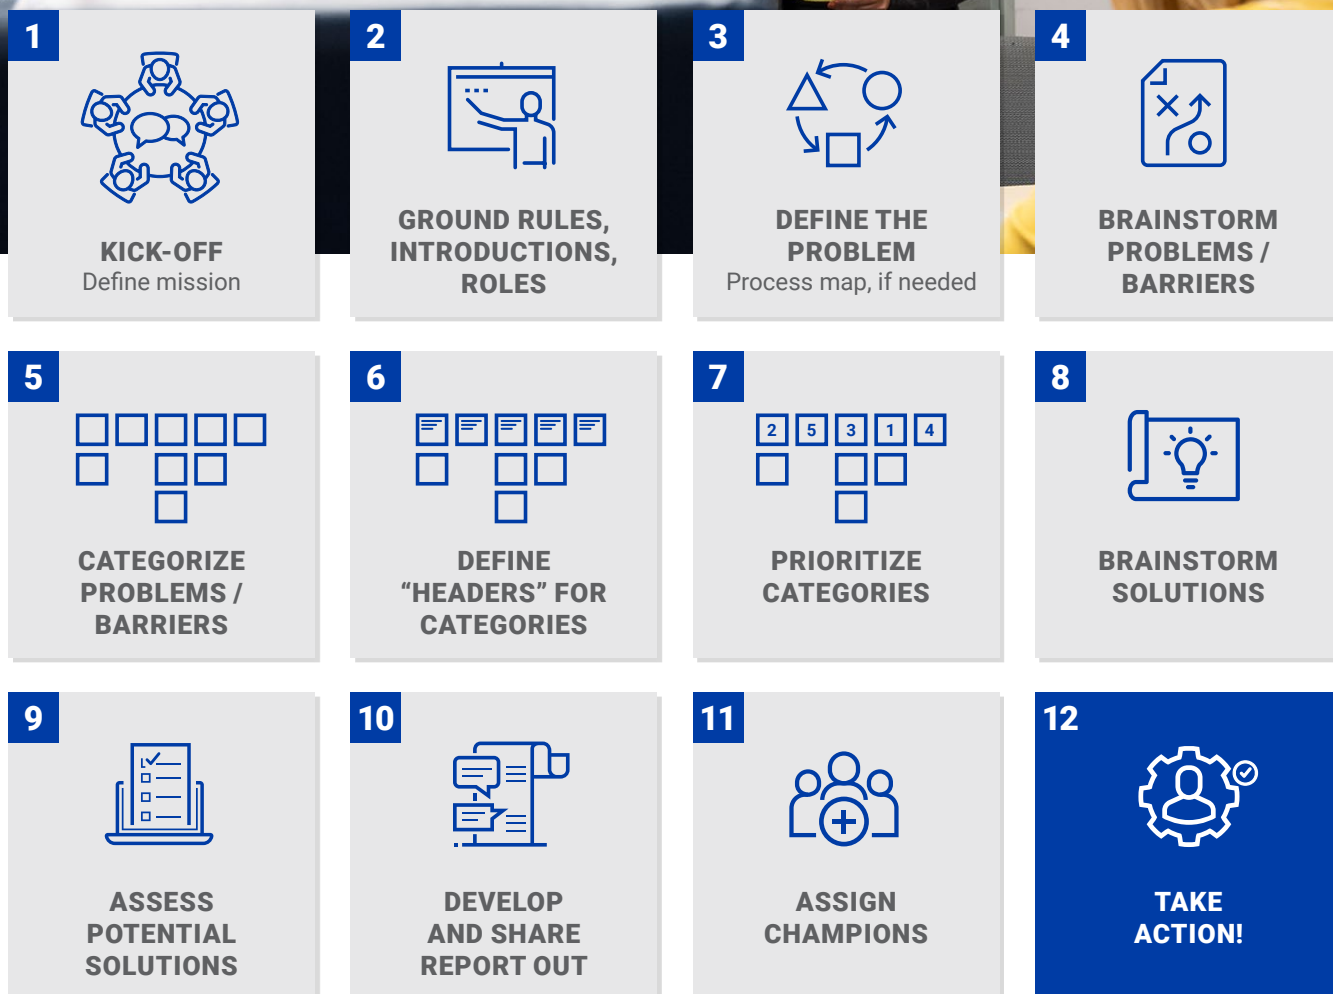 1
KICK-OFF
Define mission
2
GROUND RULES,
INTRODUCTIONS,
ROLES
3
DEFINE THE
PROBLEM
Process map, if needed
4
BRAINSTORM
PROBLEMS /
BARRIERS
5
CATEGORIZE
PROBLEMS /
BARRIERS
6
DEFINE
“HEADERS” FOR
CATEGORIES
7
2 5 3 1 4
PRIORITIZE
CATEGORIES
8
BRAINSTORM
SOLUTIONS
9
ASSESS
POTENTIAL
SOLUTIONS
10
DEVELOP
AND SHARE
REPORT OUT
11
ASSIGN
CHAMPIONS
12
TAKE
ACTION!